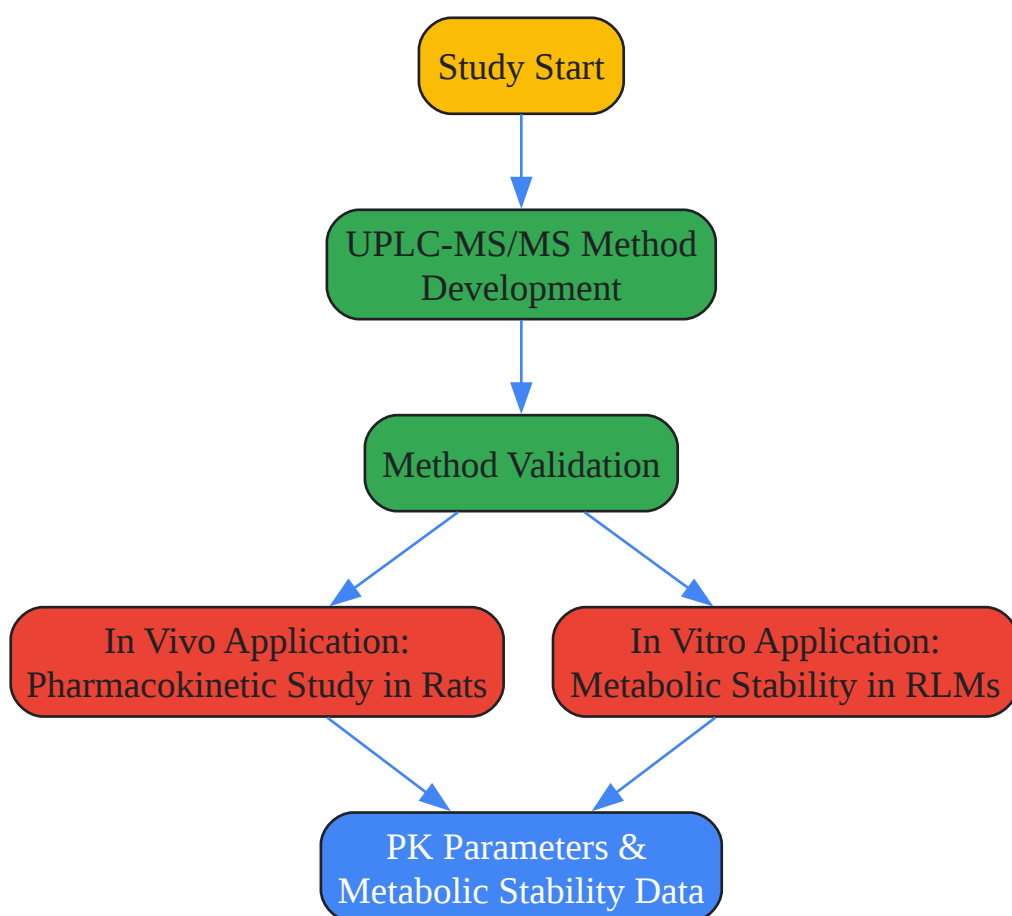 Study Start
UPLC-MS/MS Method
Development
Method Validation
In Vivo Application:
Pharmacokinetic Study in Rats
In Vitro Application:
Metabolic Stability in RLMs
PK Parameters &
Metabolic Stability Data